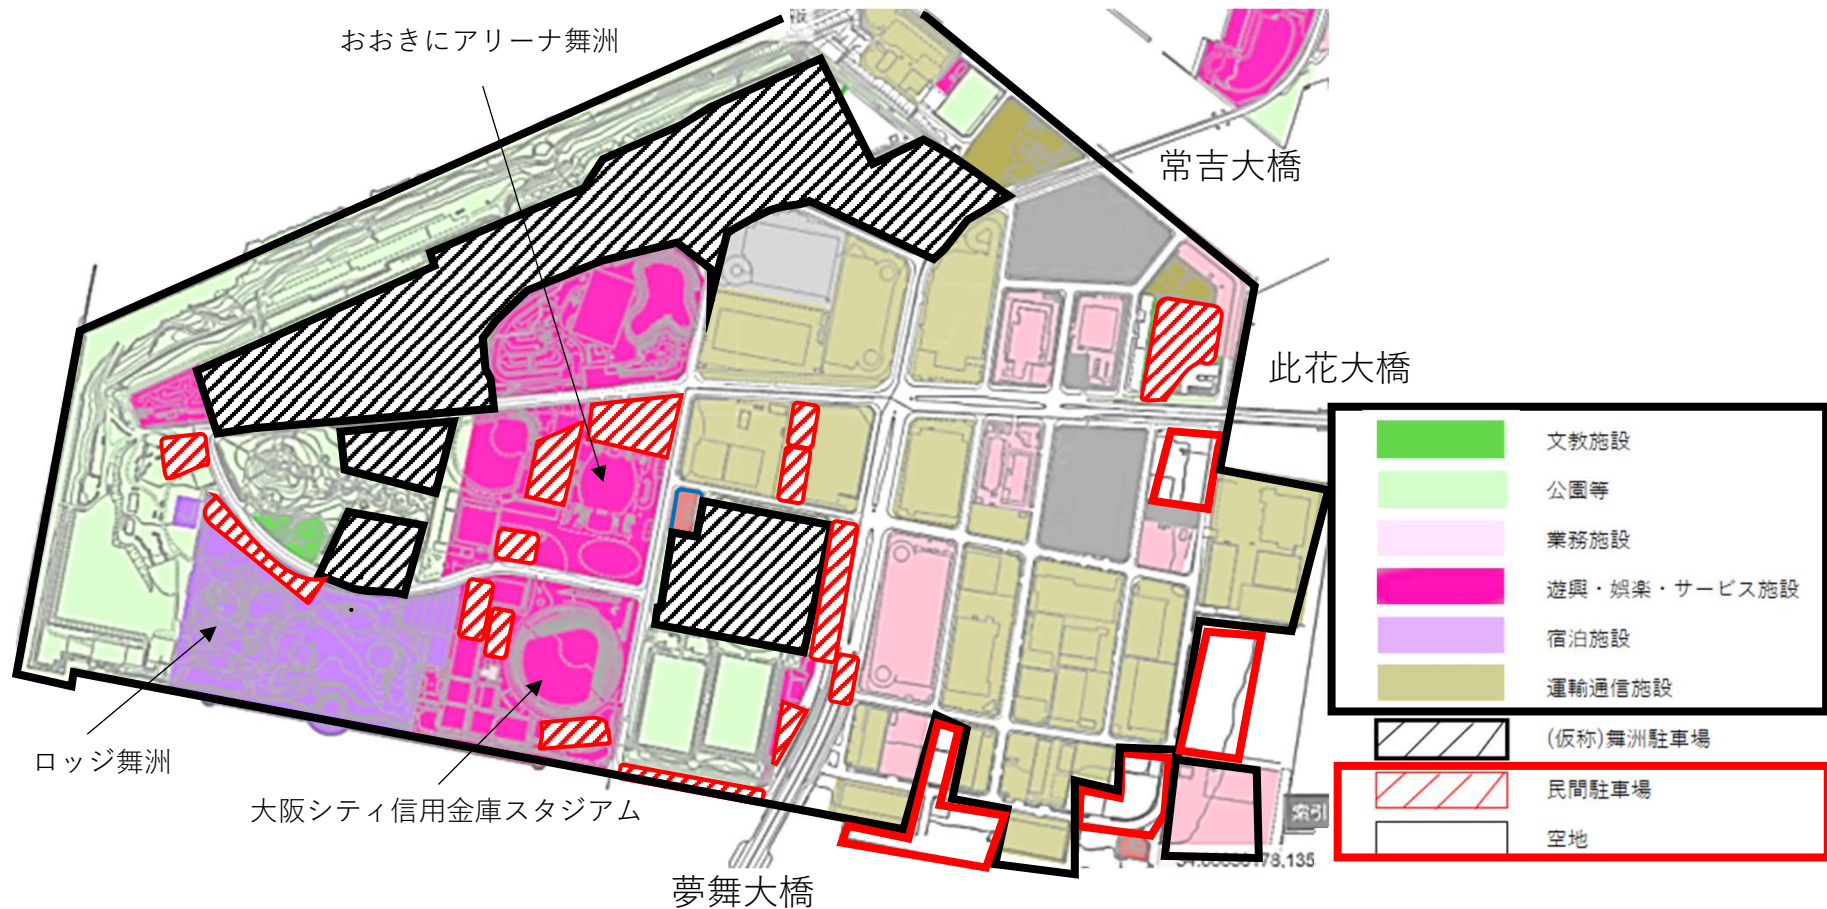 おおきにアリーナ舞洲
常吉大橋
此花大橋
文教施設
公園等
業務施設
遊興・娯楽・サービス施設
宿泊施設
運輸通信施設
(仮称)舞洲駐車場
民間駐車場
空地
ロッジ舞洲
大阪シティ信用金庫スタジアム
夢舞大橋
索引